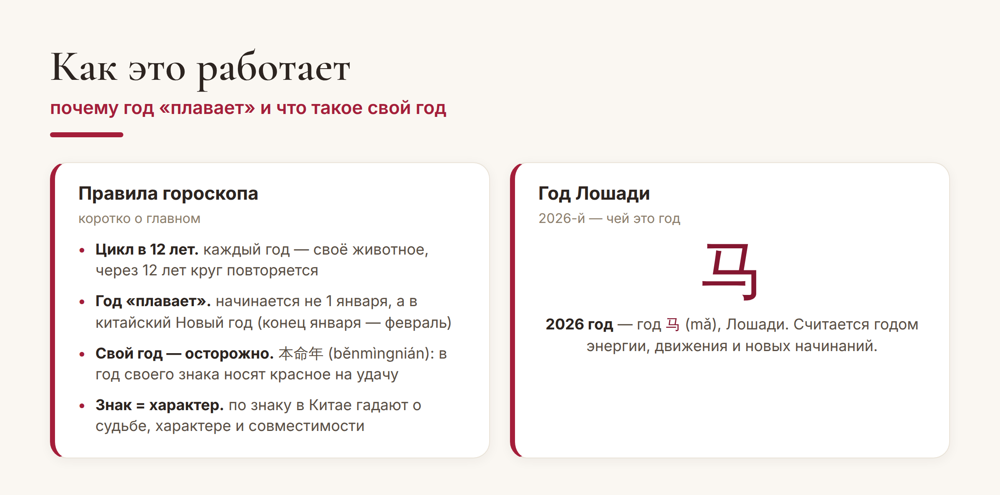 Как это работает
почему год «плавает» и что такое свой год
Правила гороскопа
коротко о главном
• Цикл в 12 лет. каждый год — своё животное,
через 12 лет круг повторяется
• Год «плавает». начинается не 1 января, а в
китайский Новый год (конец января — февраль)
• Свой год — осторожно. 本命年 (běnmìngnián): в
год своего знака носят красное на удачу
• Знак = характер. по знаку в Китае гадают о
судьбе, характере и совместимости
Год Лошади
2026-й — чей это год
马
2026 год — год 马 (mǎ), Лошади. Считается годом
энергии, движения и новых начинаний.